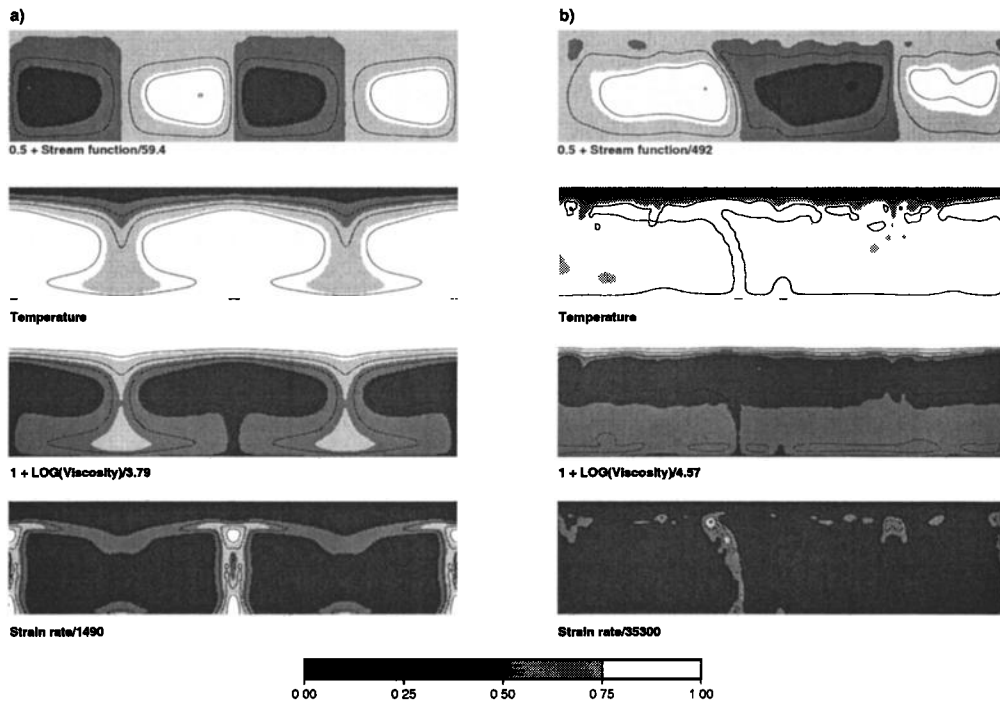 a)
0.5 + Stream function/59.4
Temperature
1 + LOG(Viscosity)/3.79
Strain rate/1490
b)
0.5 + Stream function/492
Temperature
1 + LOG(Viscosity)/4.57
Strain rate/35300
0 00 0 25 0 50 0 75 1 00